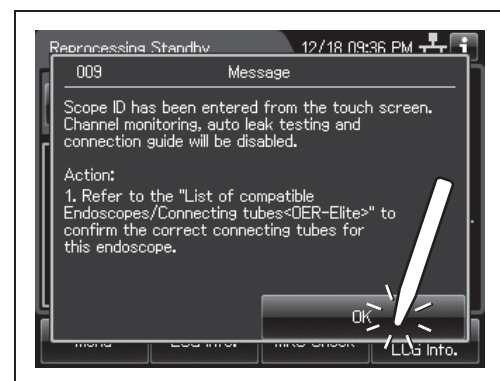 Reprocessing Standby 12/18 09:36 PM
009 Message
Scope ID has been entered from the touch screen.
Channel monitoring, auto leak testing and
connection guide will be disabled.
Action:
1. Refer to the "List of compatible
Endoscopes/Connecting tubes<OER-Elite>" to
confirm the correct connecting tubes for
this endoscope.
OK
LCG Info.